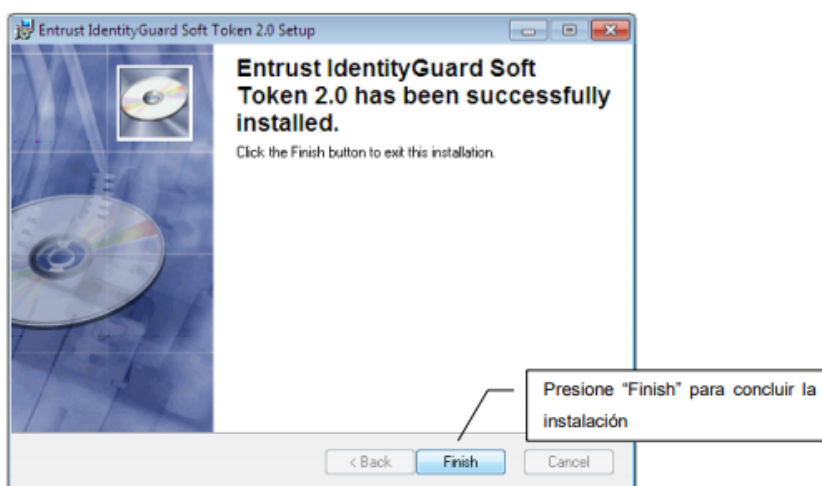 Entrust IdentityGuard Soft Token 2.0 Setup
Entrust IdentityGuard Soft
Token 2.0 has been successfully
installed.
Click the Finish button to exit this installation.
Presione “Finish” para concluir la
instalación
< Back
Finish
Cancel